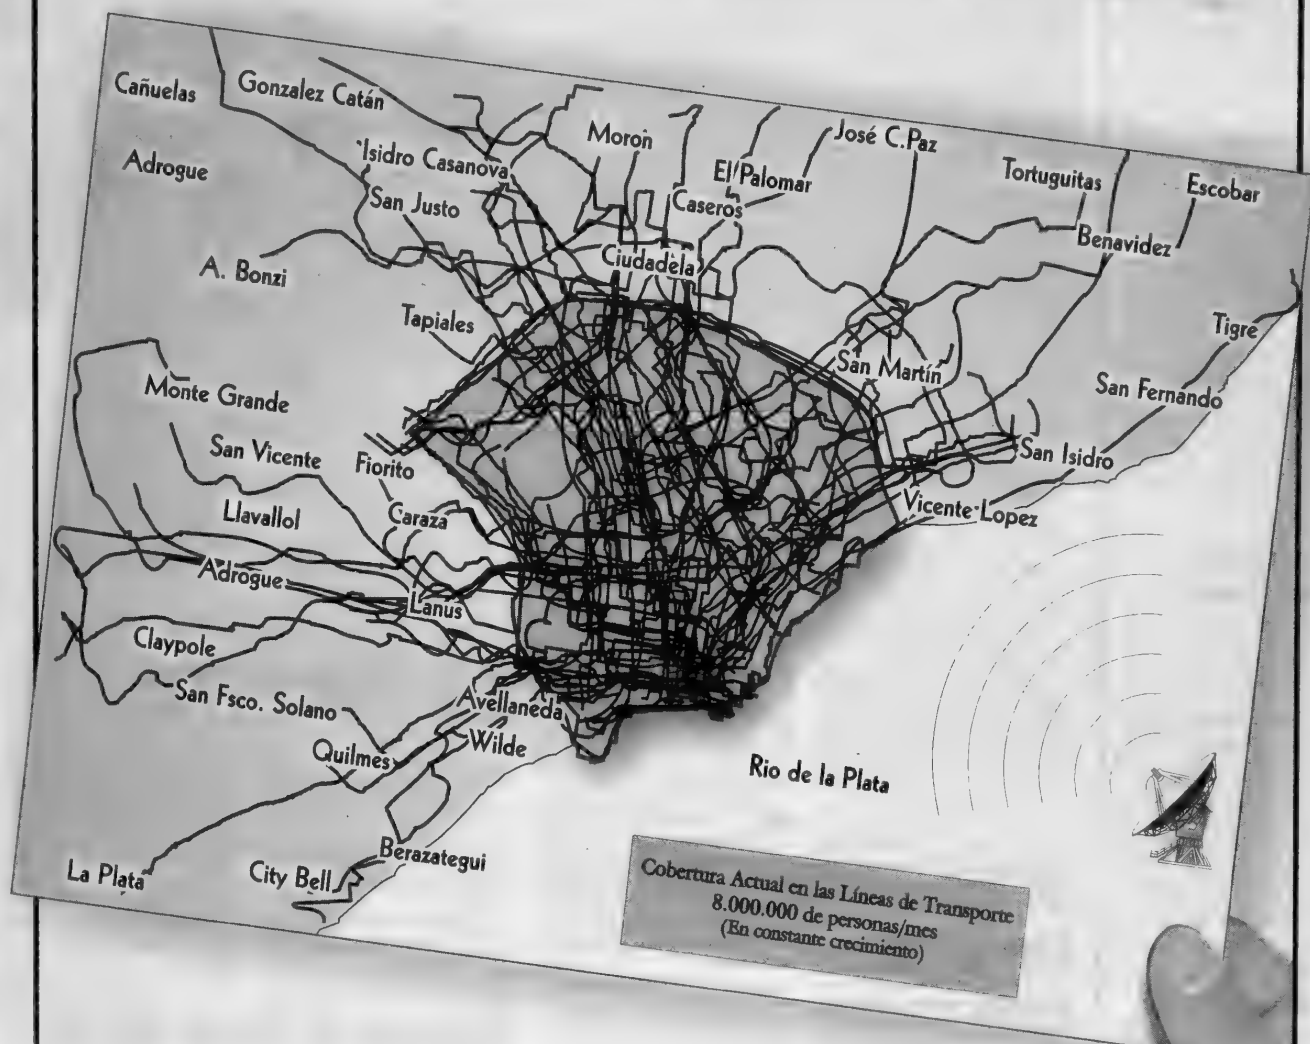 Cañuelas
Gonzalez Catán
Adrogue
Isidro Casanova
San Justo
Moron
José C.Paz
El Palomar
Caseros
Tortuguitas
Escobar
Benavidez
A. Bonzi
Ciudadela
Tapiales
Tigre
San Martín
San Fernando
Monte Grande
San Vicente
Fiorito
San Isidro
Llavallol
Caraza
Vicente-Lopez
Adrogue
Lanus
Claypole
San Fsco. Solano
Avellaneda
Quilmes
Wilde
Rio de la Plata
La Plata
City Bell
Berazategui
Cobertura Actual en las Líneas de Transporte
8.000.000 de personas/mes
(En constante crecimiento)